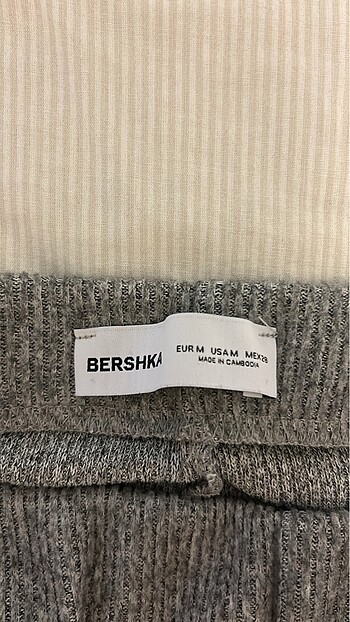 BERSHKA
EUR M USA M MEX 28
MADE IN CAMBODIA